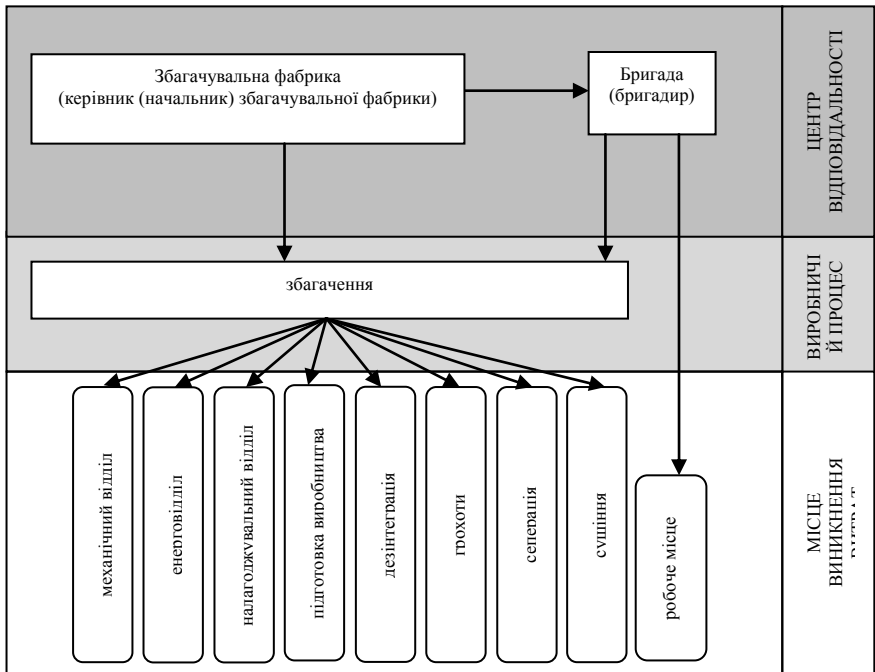 Збагачувальна фабрика
(керівник (начальник) збагачувальної фабрики)
Бригада
(бригадир)
ЦЕНТР
ВІДПОВІДАЛЬНОСТІ
збагачення
ВИРОБНИЧІ
Й ПРОЦЕС
механічний відділ
енерговідділ
налагоджувальний відділ
підготовка виробництва
дезінтеграція
грохоти
сепарація
сушіння
робоче місце
МІСЦЕ
ВИНИКНЕННЯ